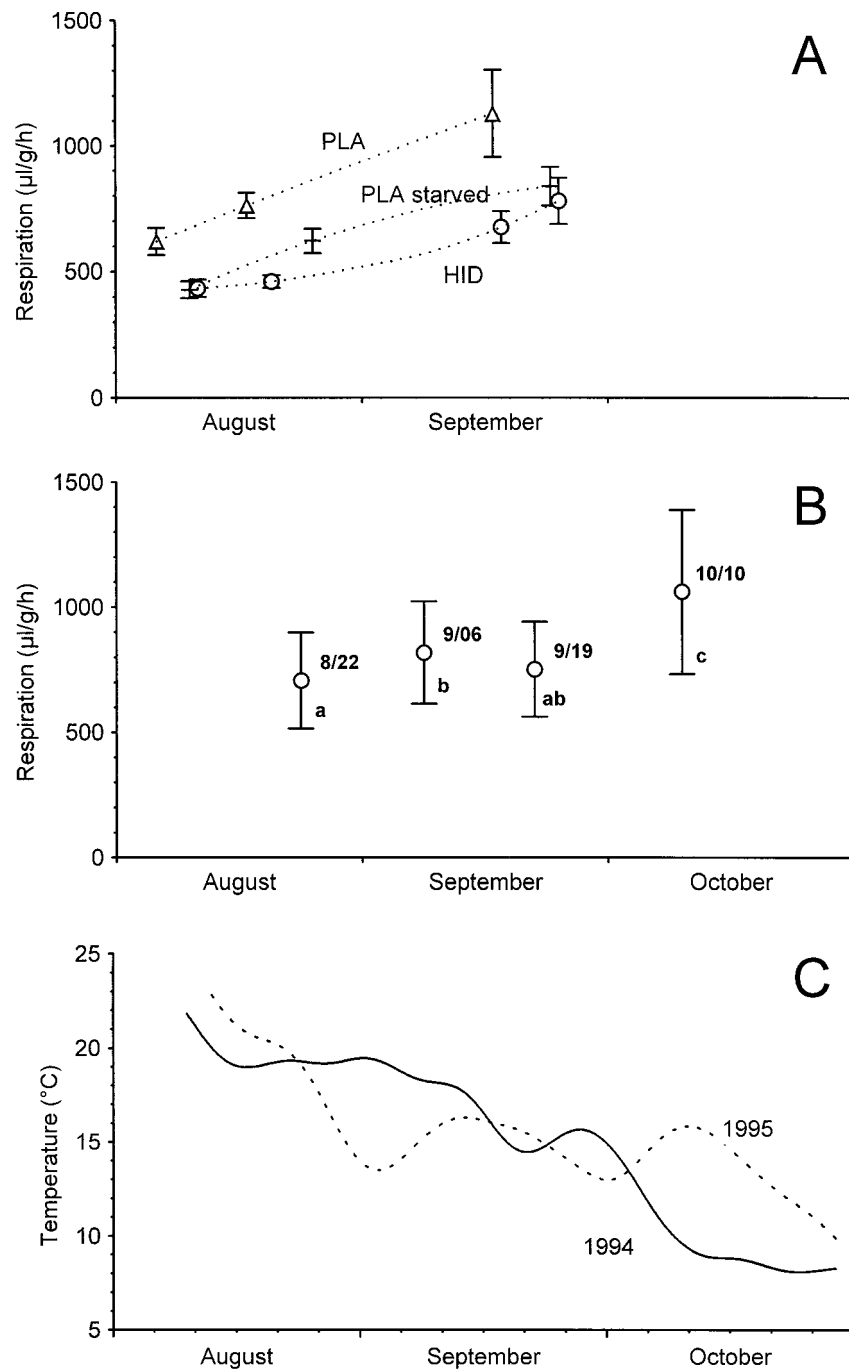 A
1500
1000
500
0
Respiration (µl/g/h)
PLA
PLA starved
HID
August September
B
1500
1000
500
0
Respiration (µl/g/h)
8/22
a
9/06
b
9/19
ab
10/10
c
August September October
C
25
20
15
10
5
Temperature (°C)
1995
1994
August September October